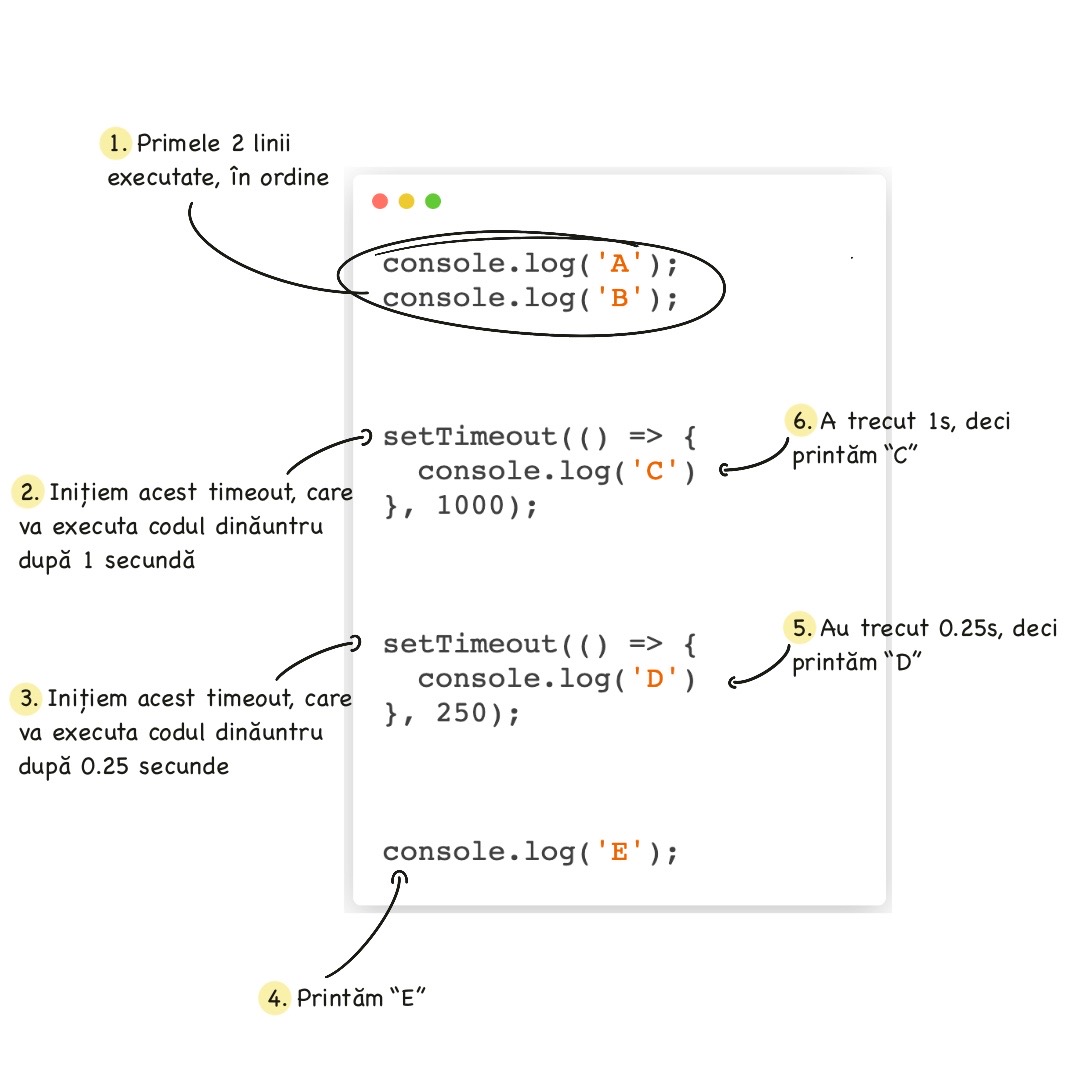 1. Primele 2 linii
executate, în ordine
console.log('A');
console.log('B');
setTimeout(() => {
console.log('C')
}, 1000);
6. A trecut 1s, deci
printăm “C”
2. Inițiem acest timeout, care
va executa codul dinăuntru
după 1 secundă
setTimeout(() => {
console.log('D')
}, 250);
5. Au trecut 0.25s, deci
printăm “D”
3. Inițiem acest timeout, care
va executa codul dinăuntru
după 0.25 secunde
console.log('E');
4. Printăm “E”